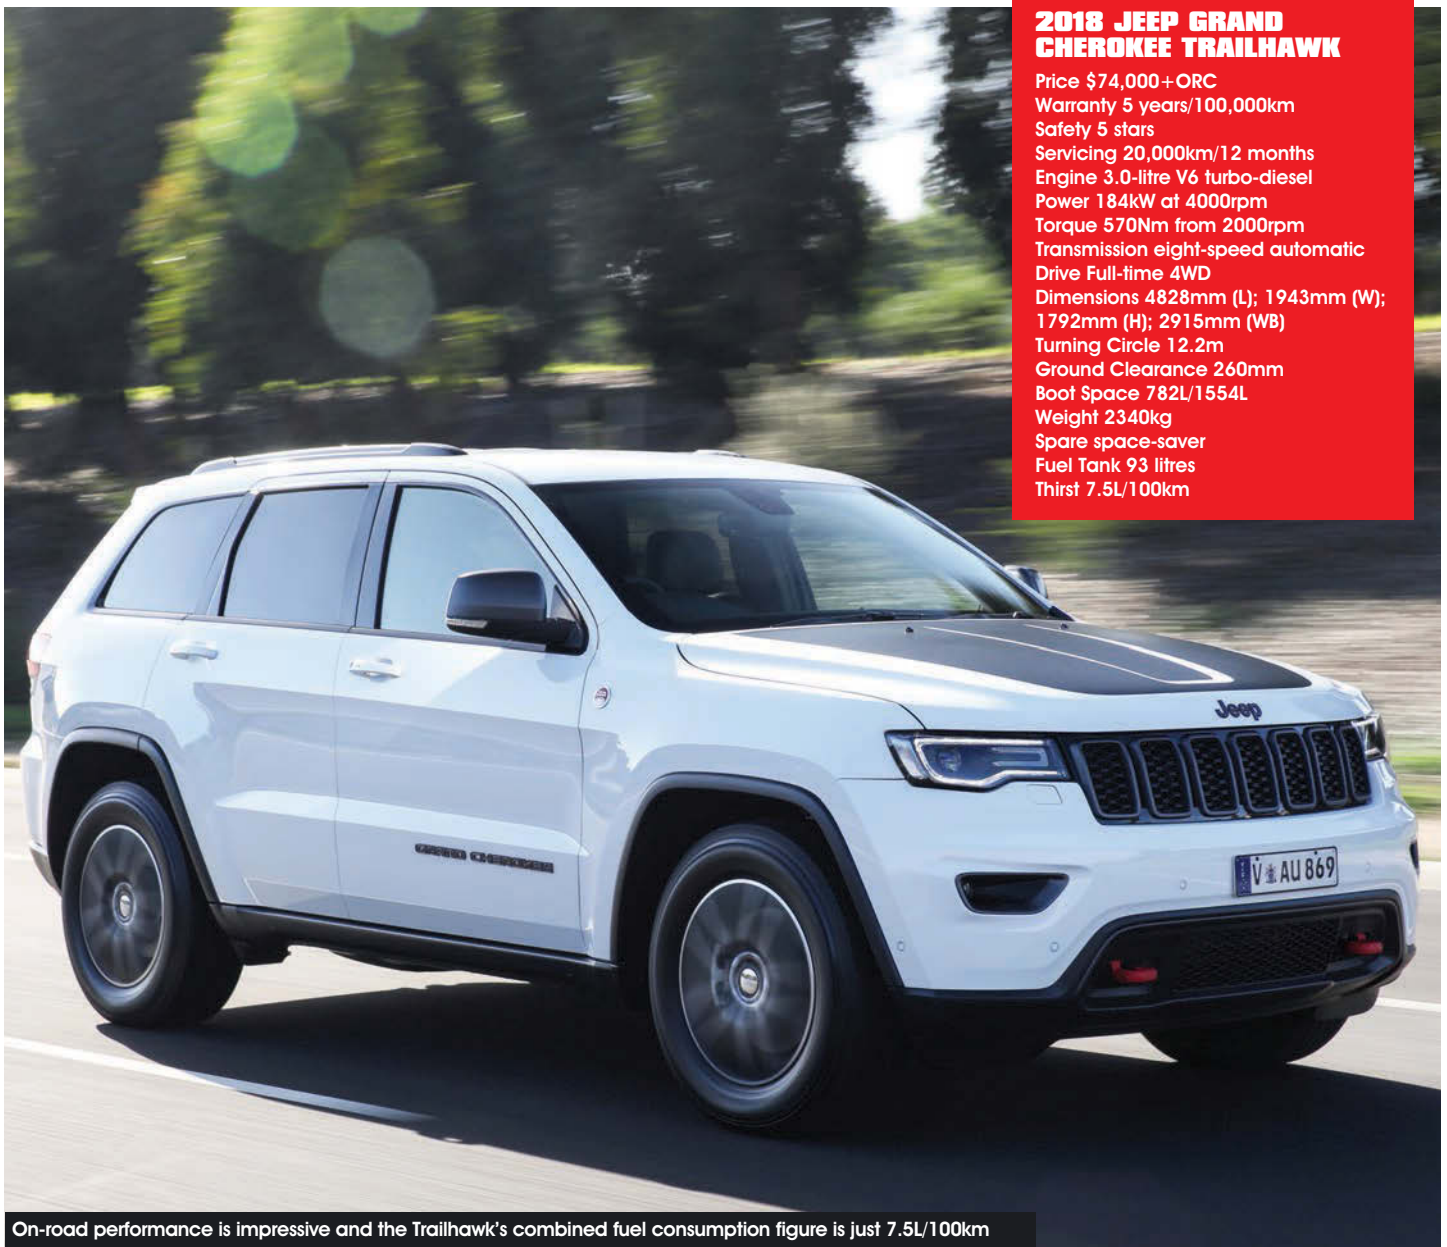 2018 JEEP GRAND
CHEROKEE TRAILHAWK
Price $74,000+ORC
Warranty 5 years/100,000km
Safety 5 stars
Servicing 20,000km/12 months
Engine 3.0-litre V6 turbo-diesel
Power 184kW at 4000rpm
Torque 570Nm from 2000rpm
Transmission eight-speed automatic
Drive Full-time 4WD
Dimensions 4828mm (L); 1943mm (W);
1792mm (H); 2915mm (WB)
Turning Circle 12.2m
Ground Clearance 260mm
Boot Space 782L/1554L
Weight 2340kg
Spare space-saver
Fuel Tank 93 litres
Thirst 7.5L/100km
Jeep
GRAND CHEROKEE
V AU 869
On-road performance is impressive and the Trailhawk's combined fuel consumption figure is just 7.5L/100km